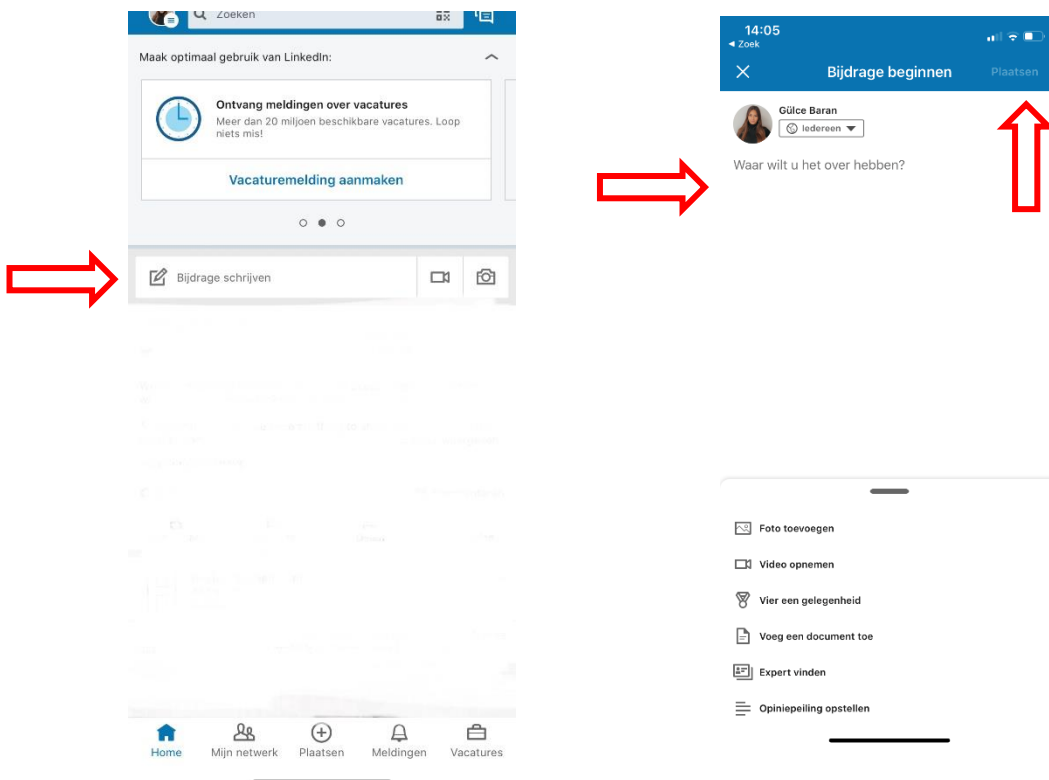 Zoeken
Maak optimaal gebruik van LinkedIn:
Ontvang meldingen over vacatures
Meer dan 20 miljoen beschikbare vacatures. Loop
niets mis!
Vacaturemelding aanmaken
Bijdrage schrijven
Home
Mijn netwerk
Plaatsen
Meldingen
Vacatures
14:05
◄ Zoek
Bijdrage beginnen
Plaatsen
Gülce Baran
Iedereen
Waar wilt u het over hebben?
Foto toevoegen
Video opnemen
Vier een gelegenheid
Voeg een document toe
Expert vinden
Opiniepeiling opstellen